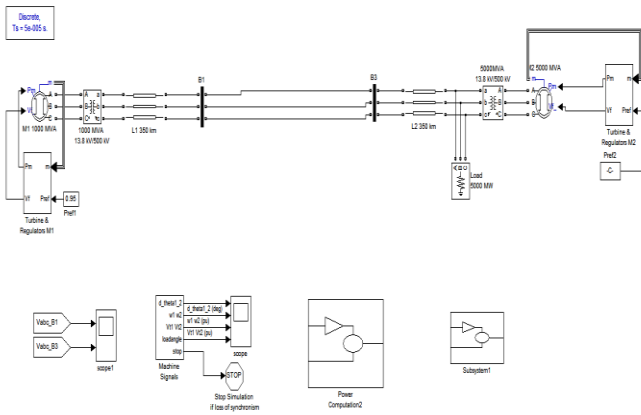 Discrete,
Ts = 5e-005 s.
Pm
m
Vf
A
B
C
A
B
C
a
b
c
M1 1000 MVA
1000 MVA
13.8 kV/500 kV
L1 350 km
B1
B3
L2 350 km
5000MVA
13.8 kV/500 kV
M2 5000 MVA
m
Pm
Vf_
A
B
C
Pm
m
Vf
Pref
Turbine &
Regulators M2
Pref2
-C-
Load
5000 MW
Pm
m
Vf
Pref
0.95
Pref1
Turbine &
Regulators M1
Vabc_B1
Vabc_B3
scope1
d_theta1_2
w1 w2
Vt1 Vt2
loadangle
stop
d_theta1_2 (deg)
w1 w2 (pu)
Vt1 Vt2 (pu)
scope
Machine
Signals
STOP
Stop Simulation
if loss of synchronism
Power
Computation2
Subsystem1